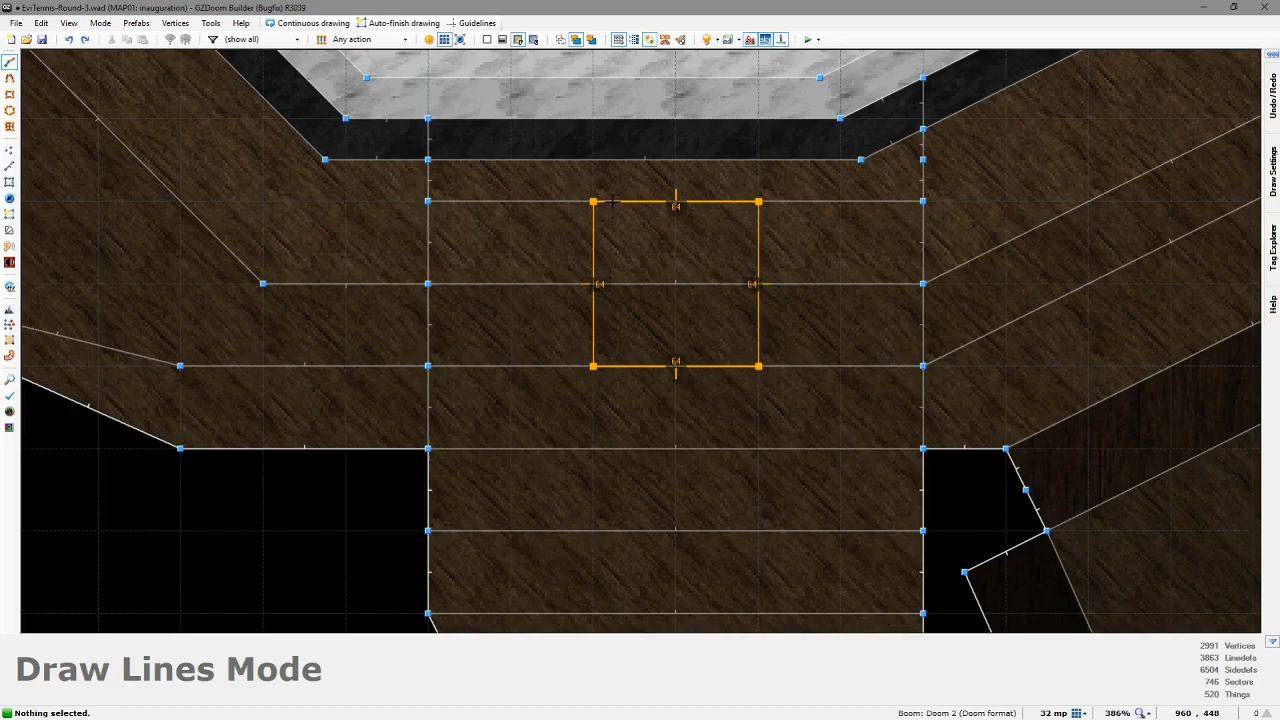 EviTennis-Round-3.wad (MAP01: inauguration) - GZDoom Builder (Bugfix) R3039
File Edit View Mode Prefabs Vertices Tools Help Continuous drawing Auto-finish drawing Guidelines
(show all) Any action
Undo / Redo
Draw Settings
Tag Explorer
Help
64
64 64
64
Draw Lines Mode
2991 Vertices
3863 Linedefs
6504 Sidedefs
746 Sectors
520 Things
Nothing selected. Boom: Doom 2 (Doom format) 32 mp 386% 960 , 448 0